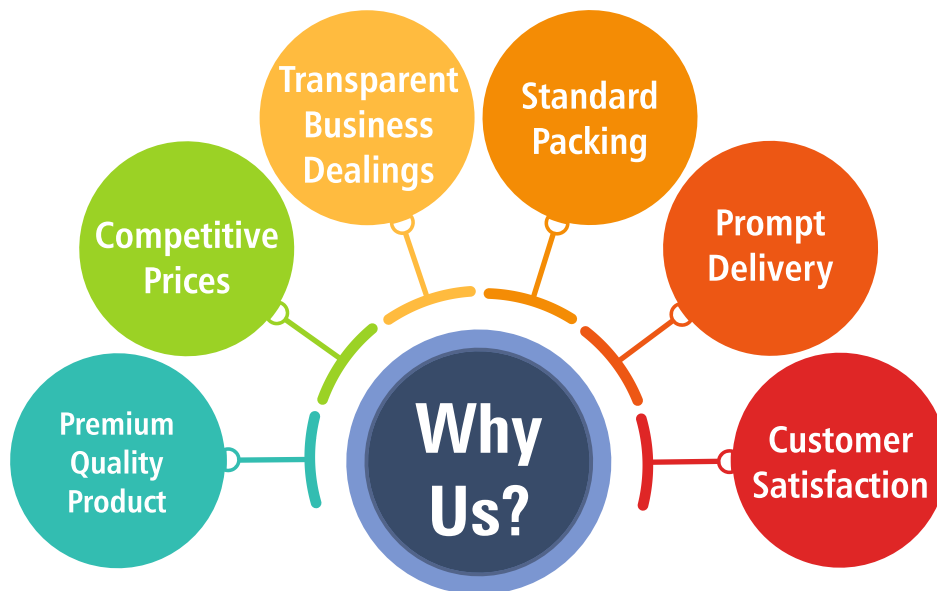 Transparent
Business
Dealings
Standard
Packing
Competitive
Prices
Prompt
Delivery
Premium
Quality
Product
Why
Us?
Customer
Satisfaction